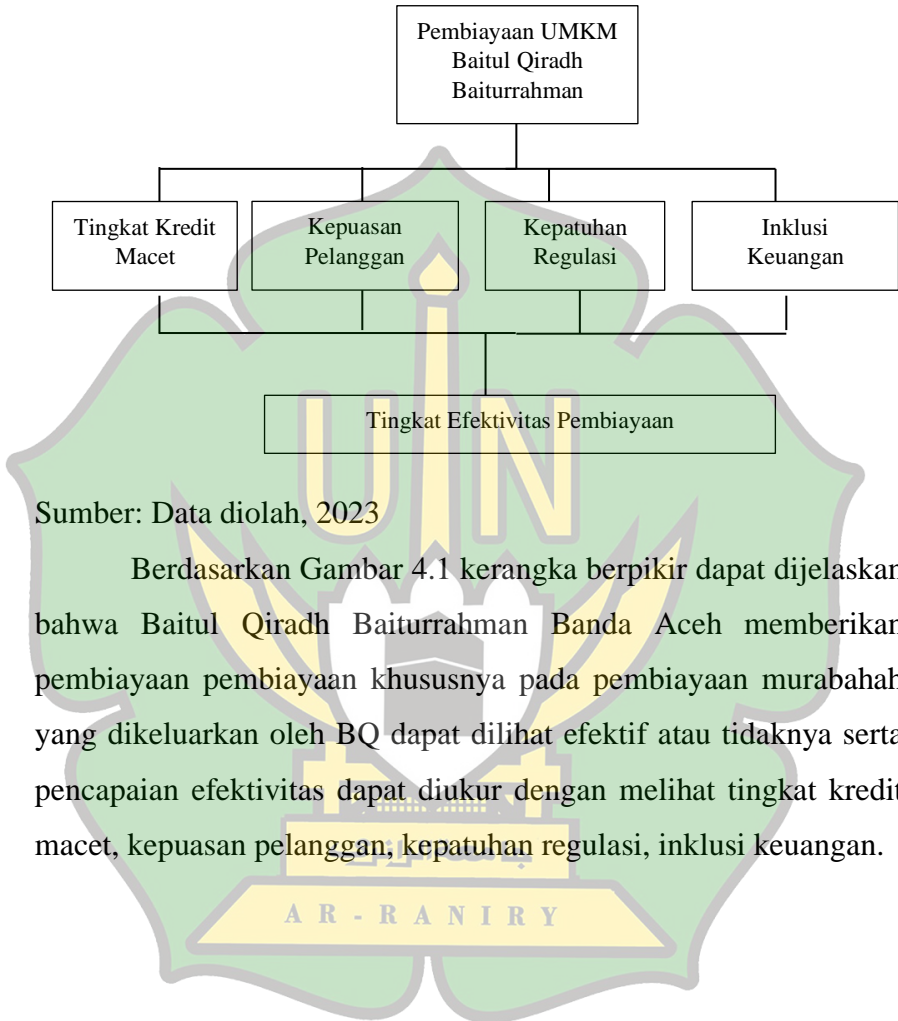 Pembiayaan UMKM
Baitul Qiradh
Baiturrahman
Tingkat Kredit
Macet
Kepuasan
Pelanggan
Kepatuhan
Regulasi
Inklusi
Keuangan
Tingkat Efektivitas Pembiayaan
UIN
Sumber: Data diolah, 2023
Berdasarkan Gambar 4.1 kerangka berpikir dapat dijelaskan
bahwa Baitul Qiradh Baiturrahman Banda Aceh memberikan
pembiayaan pembiayaan khususnya pada pembiayaan murabahah
yang dikeluarkan oleh BQ dapat dilihat efektif atau tidaknya serta
pencapaian efektivitas dapat diukur dengan melihat tingkat kredit
macet, kepuasan pelanggan, kepatuhan regulasi, inklusi keuangan.
جامعة الرانري
AR-RANIRY